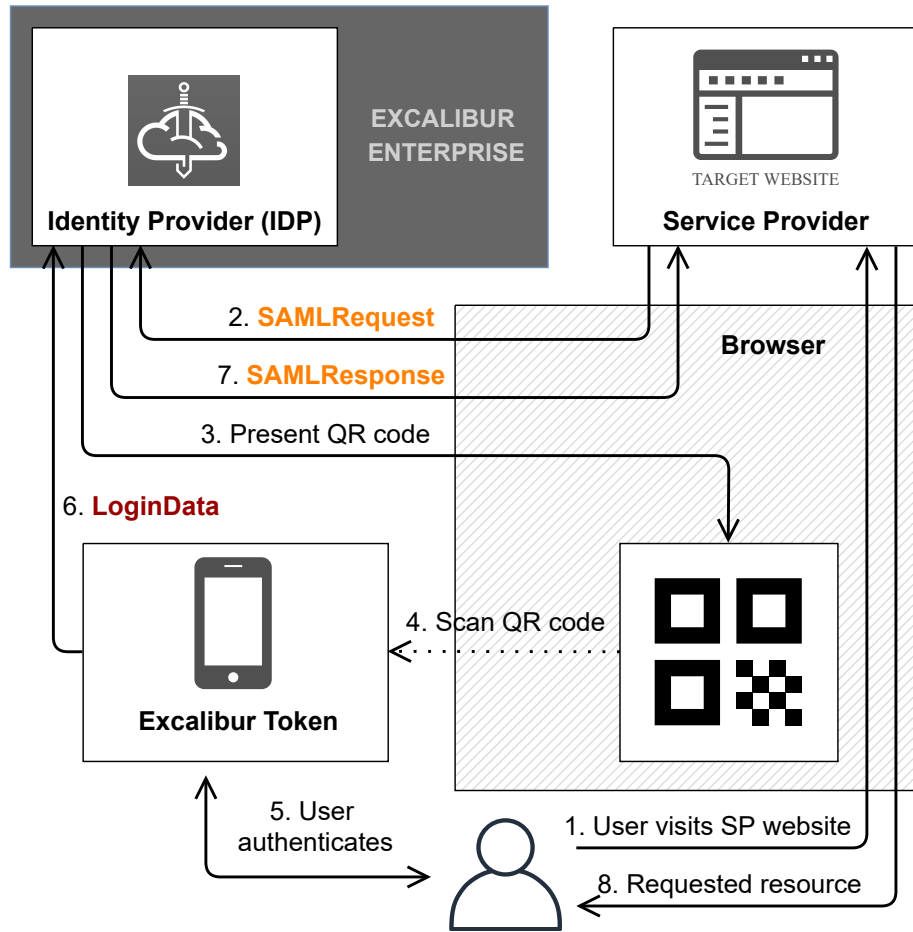 EXCALIBUR
ENTERPRISE
Identity Provider (IDP)
TARGET WEBSITE
Service Provider
2. SAMLRequest
Browser
7. SAMLResponse
3. Present QR code
6. LoginData
4. Scan QR code
Excalibur Token
5. User
authenticates
1. User visits SP website
8. Requested resource